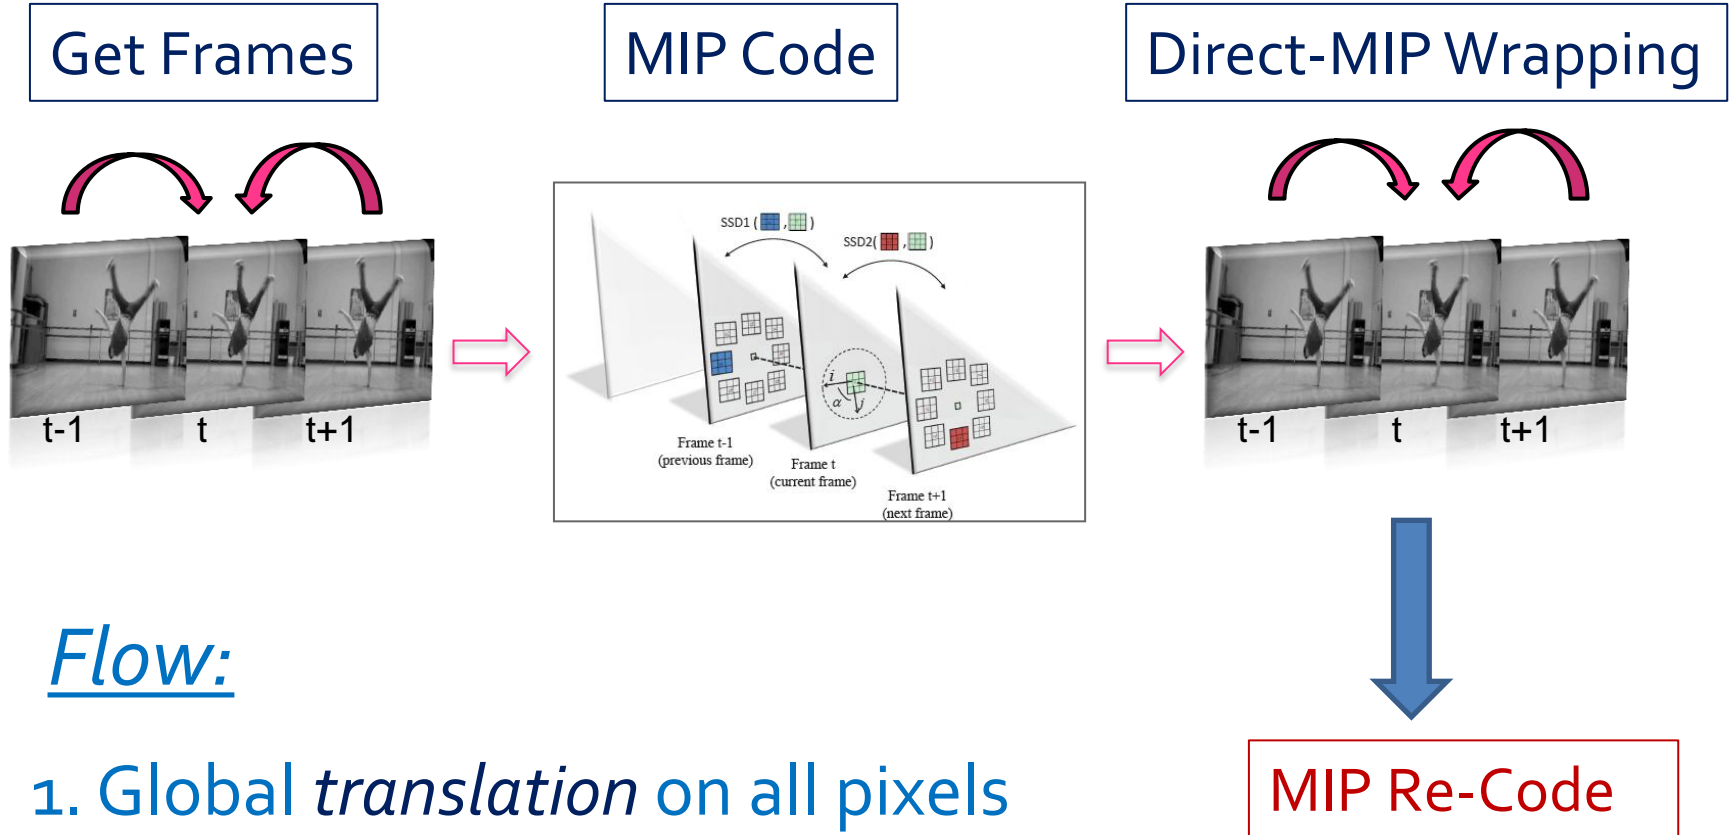 Get Frames
MIP Code
Direct-MIP Wrapping
t-1 t t+1
SSD1 ( , )
SSD2( , )
i
α
j
Frame t-1
(previous frame)
Frame t
(current frame)
Frame t+1
(next frame)
t-1 t t+1
Flow:
1. Global translation on all pixels
MIP Re-Code